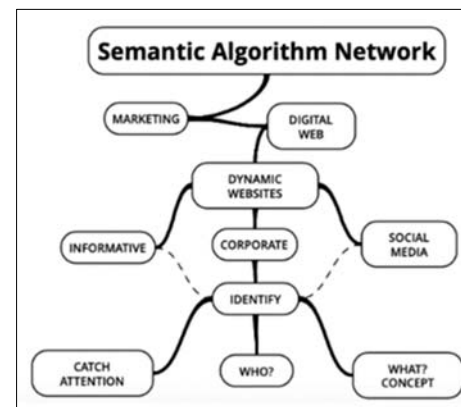 Semantic Algorithm Network
MARKETING
DIGITAL
WEB
DYNAMIC
WEBSITES
INFORMATIVE
CORPORATE
SOCIAL
MEDIA
IDENTIFY
CATCH
ATTENTION
WHO?
WHAT?
CONCEPT